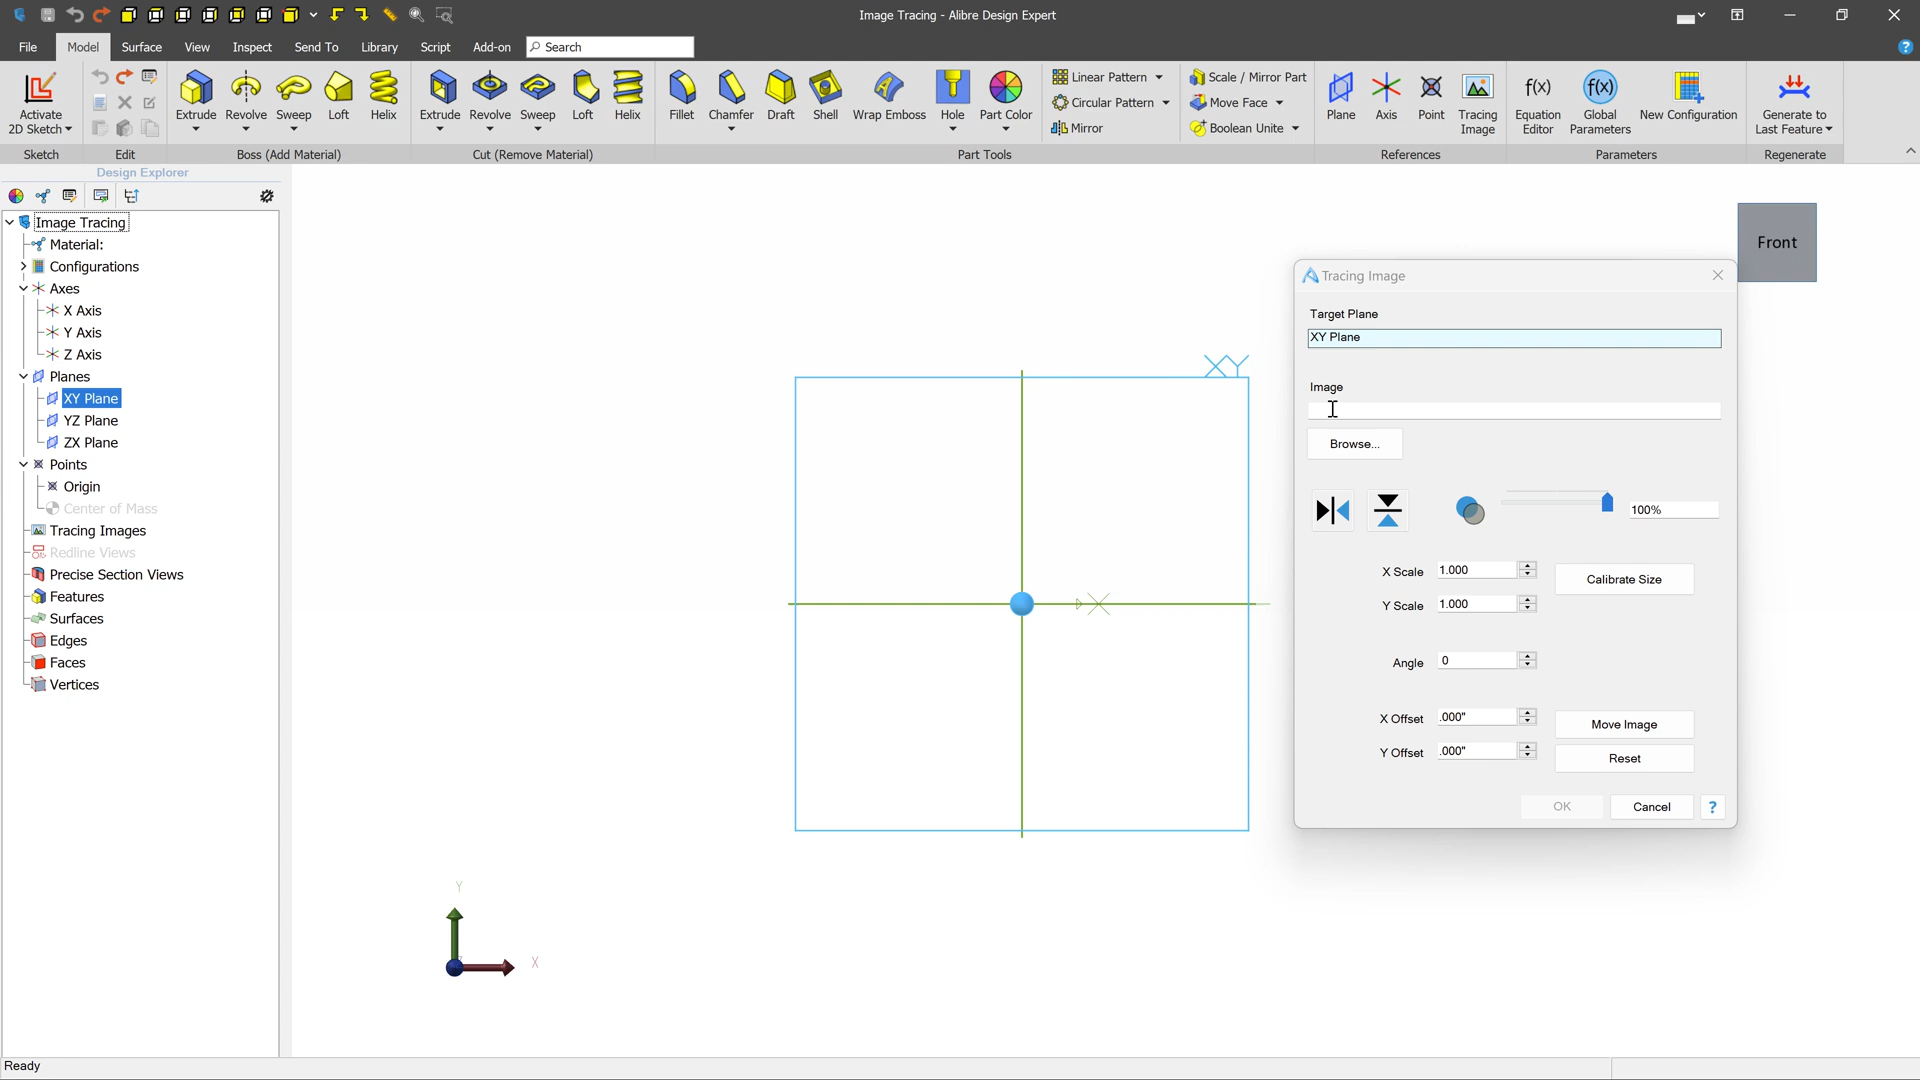 Image Tracing - Alibre Design Expert
File Model Surface View Inspect Send To Library Script Add-on Search
Activate
2D Sketch
Sketch
Edit
Extrude Revolve Sweep Loft Helix
Boss (Add Material)
Extrude Revolve Sweep Loft Helix
Cut (Remove Material)
Fillet Chamfer Draft Shell Wrap Emboss Hole Part Color
Linear Pattern
Circular Pattern
Mirror
Scale / Mirror Part
Move Face
Boolean Unite
Part Tools
Plane Axis Point Tracing
Image
References
f(x) f(x)
Equation
Editor
Global
Parameters
New Configuration
Parameters
Generate to
Last Feature
Regenerate
Design Explorer
Image Tracing
Material:
Configurations
Axes
X Axis
Y Axis
Z Axis
Planes
XY Plane
YZ Plane
ZX Plane
Points
Origin
Center of Mass
Tracing Images
Redline Views
Precise Section Views
Features
Surfaces
Edges
Faces
Vertices
XY
X
Y
X
Front
Tracing Image
Target Plane
XY Plane
Image
Browse...
100%
X Scale 1.000 Calibrate Size
Y Scale 1.000
Angle 0
X Offset .000" Move Image
Y Offset .000" Reset
OK Cancel ?
?
Ready